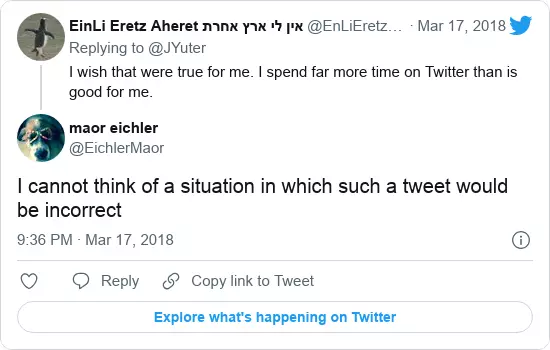 EinLi Eretz Aheret אין לי ארץ אחרת @EnLiEretz… · Mar 17, 2018
Replying to @JYuter
I wish that were true for me. I spend far more time on Twitter than is
good for me.
maor eichler
@EichlerMaor
I cannot think of a situation in which such a tweet would
be incorrect
9:36 PM · Mar 17, 2018
Reply
Copy link to Tweet
Explore what's happening on Twitter